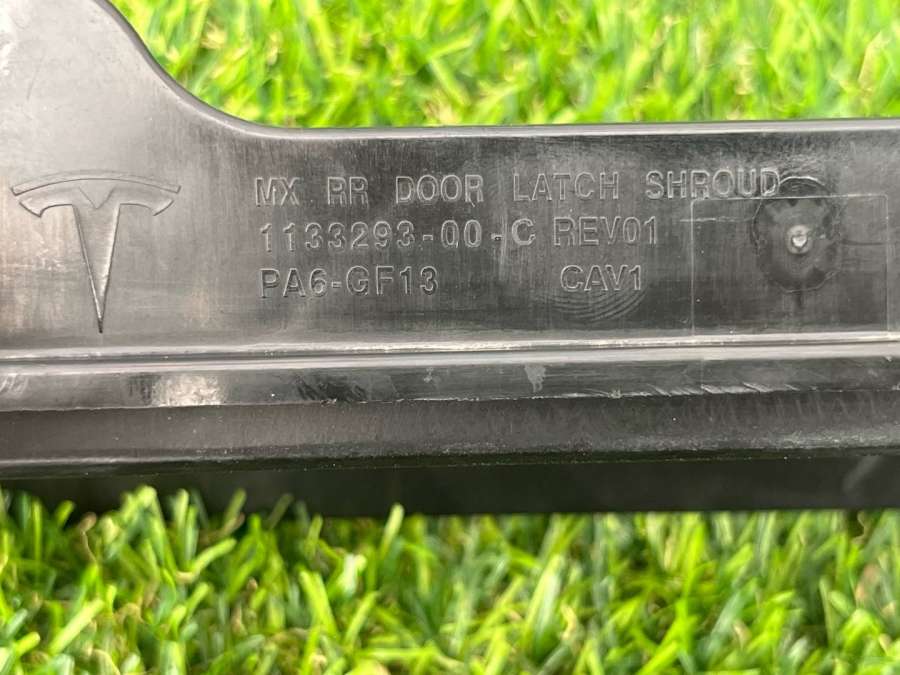 MX RR DOOR LATCH SHROUD
1133293-00-C REV01
PA6-GF13 CAV1